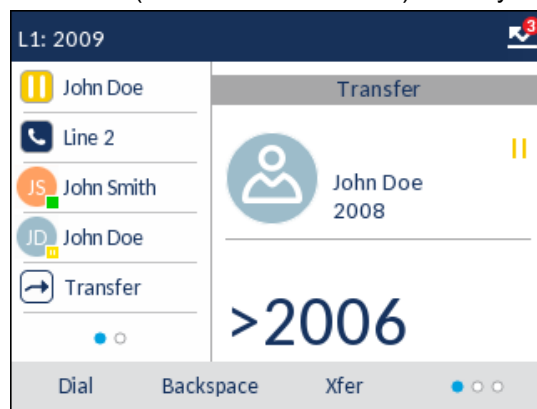 L1: 2009
3
John Doe
Line 2
JS John Smith
JD John Doe
Transfer
Transfer
John Doe
2008
>2006
Dial Backspace Xfer